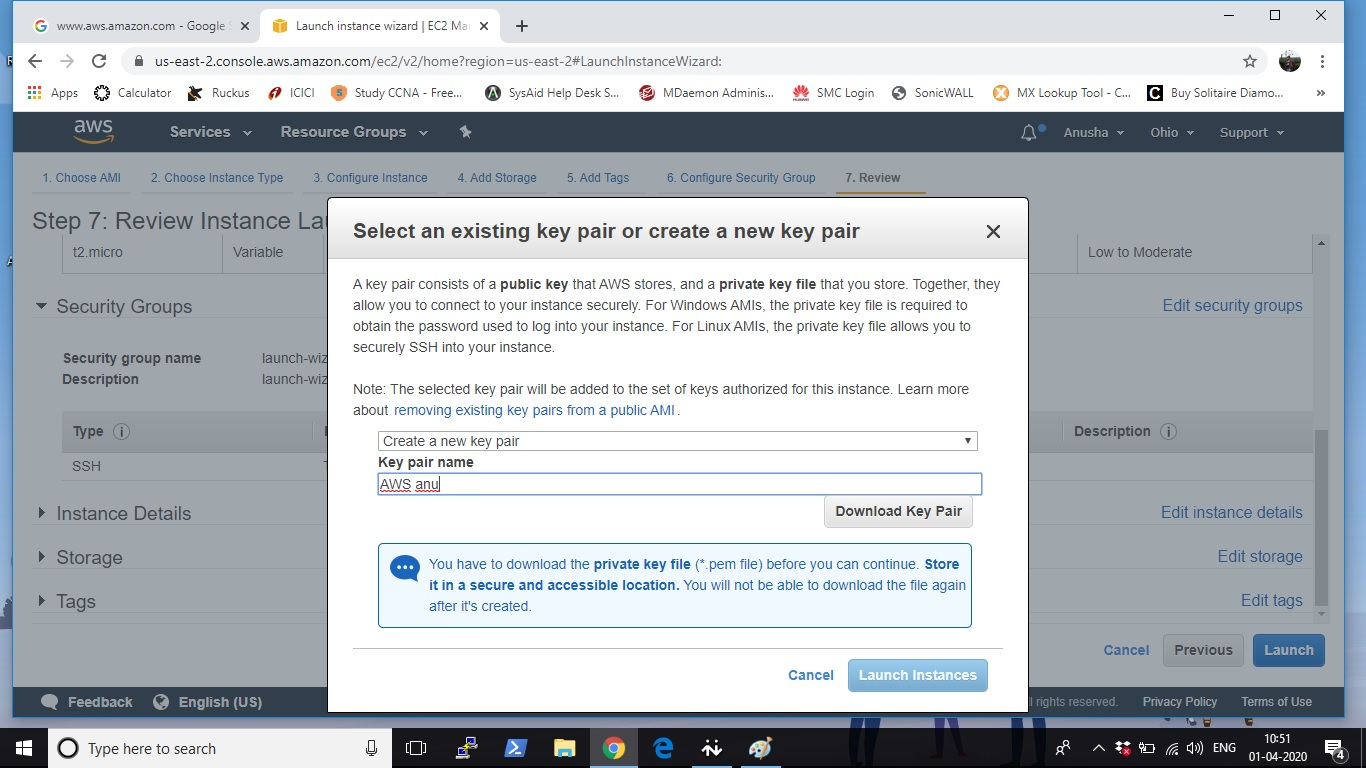 www.aws.amazon.com - Google
Launch instance wizard | EC2 Ma
us-east-2.console.aws.amazon.com/ec2/v2/home?region=us-east-2#LaunchInstanceWizard:
Apps Calculator Ruckus ICICI Study CCNA - Free... SysAid Help Desk S... MDaemon Adminis... SMC Login SonicWALL MX Lookup Tool - C... Buy Solitaire Diamo... »
aws Services Resource Groups Anusha Ohio Support
1. Choose AMI 2. Choose Instance Type 3. Configure Instance 4. Add Storage 5. Add Tags 6. Configure Security Group 7. Review
Step 7: Review Instance Lau
t2.micro Variable Low to Moderate
Security Groups Edit security groups
Security group name launch-wiz
Description launch-wiz
Type Description
SSH
Instance Details Edit instance details
Storage Edit storage
Tags Edit tags
Cancel Previous Launch
Select an existing key pair or create a new key pair
A key pair consists of a public key that AWS stores, and a private key file that you store. Together, they
allow you to connect to your instance securely. For Windows AMIs, the private key file is required to
obtain the password used to log into your instance. For Linux AMIs, the private key file allows you to
securely SSH into your instance.
Note: The selected key pair will be added to the set of keys authorized for this instance. Learn more
about removing existing key pairs from a public AMI .
Create a new key pair
Key pair name
AWS anu
Download Key Pair
You have to download the private key file (*.pem file) before you can continue. Store
it in a secure and accessible location. You will not be able to download the file again
after it's created.
Cancel Launch Instances
Feedback English (US) rights reserved. Privacy Policy Terms of Use
Type here to search ENG 10:51
01-04-2020 4